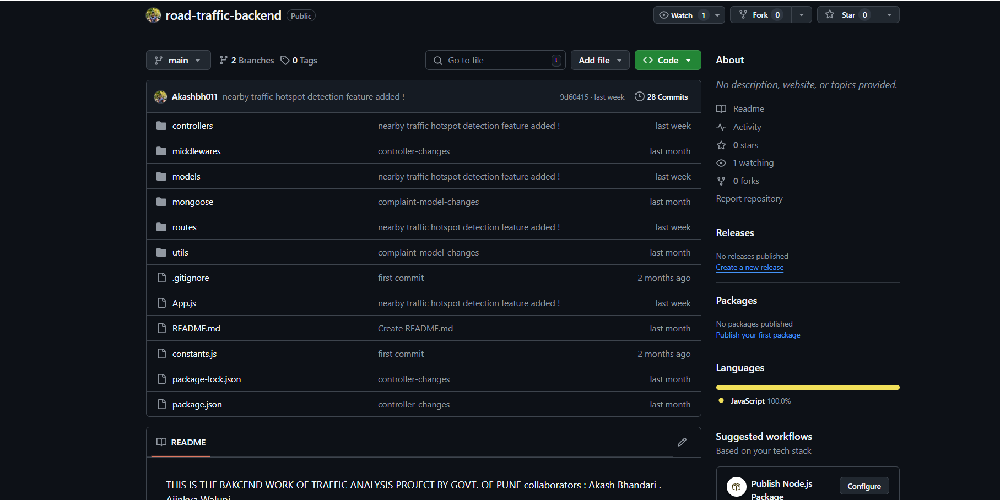 road-traffic-backend Public
Watch 1
Fork 0
Star 0
main
2 Branches
0 Tags
Go to file t
Add file
Code
Akashbh011 nearby traffic hotspot detection feature added !
9d60415 · last week
28 Commits
controllers nearby traffic hotspot detection feature added ! last week
middlewares controller-changes last month
models nearby traffic hotspot detection feature added ! last week
mongoose complaint-model-changes last month
routes nearby traffic hotspot detection feature added ! last week
utils complaint-model-changes last month
.gitignore first commit 2 months ago
App.js nearby traffic hotspot detection feature added ! last week
README.md Create README.md last month
constants.js first commit 2 months ago
package-lock.json controller-changes last month
package.json controller-changes last month
README
THIS IS THE BAKCEND WORK OF TRAFFIC ANALYSIS PROJECT BY GOVT. OF PUNE collaborators : Akash Bhandari .
About
No description, website, or topics provided.
Readme
Activity
0 stars
1 watching
0 forks
Report repository
Releases
No releases published
Create a new release
Packages
No packages published
Publish your first package
Languages
JavaScript 100.0%
Suggested workflows
Based on your tech stack
Publish Node.js
Package
Configure